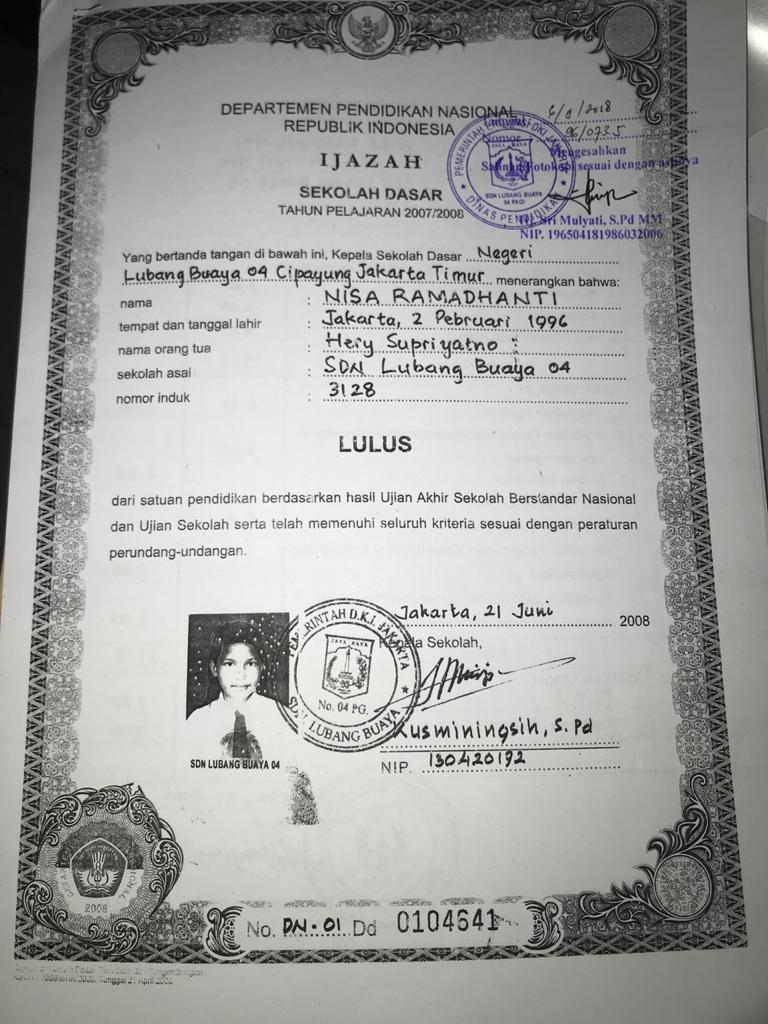 DEPARTEMEN PENDIDIKAN NASIONAL
REPUBLIK INDONESIA
IJAZAH
SEKOLAH DASAR
TAHUN PELAJARAN 2007/2008
6/9/2018
Nomor 96/0735
Mengesahkan
sesuai dengan aslinya
Sri Mulyati, S.Pd MM
NIP. 196504181986032006
PEMERINTAH PROVINSI DKI JAKARTA
JAYA RAYA
SDN LUBANG BUAYA
04 PAGI
DINAS PENDIDIKAN
Yang bertanda tangan di bawah ini, Kepala Sekolah Dasar Negeri
Lubang Buaya 04 Cipayung Jakarta Timur menerangkan bahwa:
nama : NISA RAMADHANTI
tempat dan tanggal lahir : Jakarta, 2 Pebruari 1996
nama orang tua : Hery Supriyatno
sekolah asal : SDN Lubang Buaya 04
nomor induk : 3128
LULUS
dari satuan pendidikan berdasarkan hasil Ujian Akhir Sekolah Berstandar Nasional
dan Ujian Sekolah serta telah memenuhi seluruh kriteria sesuai dengan peraturan
perundang-undangan.
Jakarta, 21 Juni 2008
Kepala Sekolah,
PEMERINTAH D.K.I. JAKARTA
JAYA RAYA
No. 04 PG.
SDN LUBANG BUAYA
Kusminingsih, S.Pd
NIP. 130420192
SDN LUBANG BUAYA 04
2008
No. DN-01 Dd 0104641